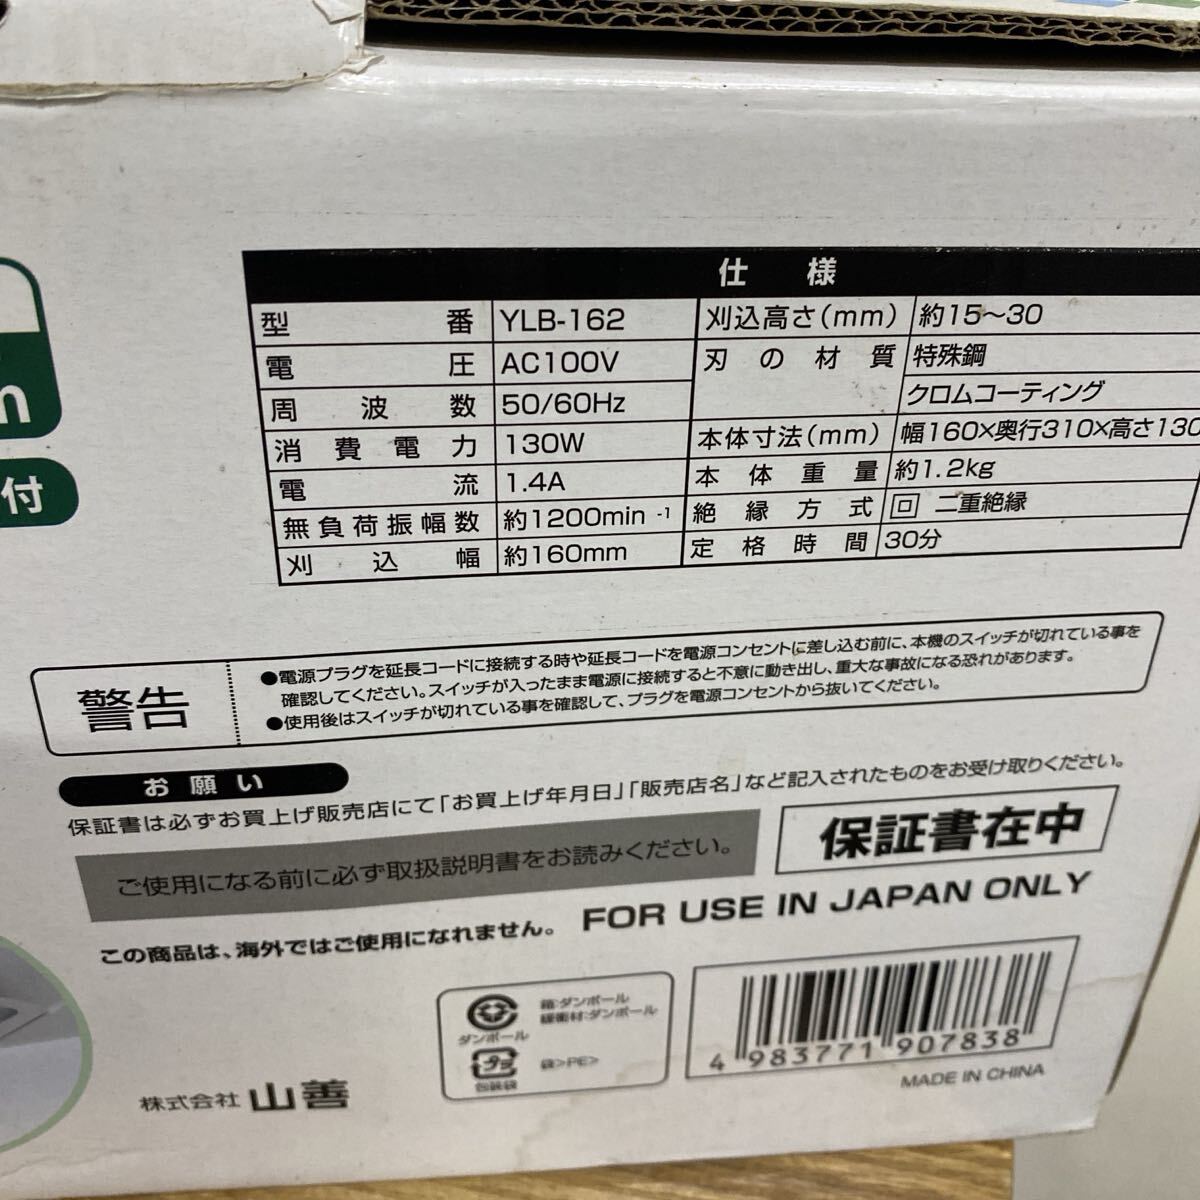 仕様
型番 YLB-162
電圧 AC100V
周波数 50/60Hz
消費電力 130W
電流 1.4A
無負荷振幅数 約1200min⁻¹
刈込幅 約160mm
刈込高さ(mm) 約15〜30
刃の材質 特殊鋼
クロムコーティング
本体寸法(mm) 幅160×奥行310×高さ130
本体重量 約1.2kg
絶縁方式 回 二重絶縁
定格時間 30分
付
警告
●電源プラグを延長コードに接続する時や延長コードを電源コンセントに差し込む前に、本機のスイッチが切れている事を
確認してください。スイッチが入ったまま電源に接続すると不意に動き出し、重大な事故になる恐れがあります。
●使用後はスイッチが切れている事を確認して、プラグを電源コンセントから抜いてください。
お願い
保証書は必ずお買上げ販売店にて「お買上げ年月日」「販売店名」など記入されたものをお受け取りください。
ご使用になる前に必ず取扱説明書をお読みください。
保証書在中
この商品は、海外ではご使用になれません。 FOR USE IN JAPAN ONLY
ダンボール
箱:ダンボール
緩衝材:ダンボール
プラ
包装袋
袋>PE>
4 983771 907838
MADE IN CHINA
株式会社 山善